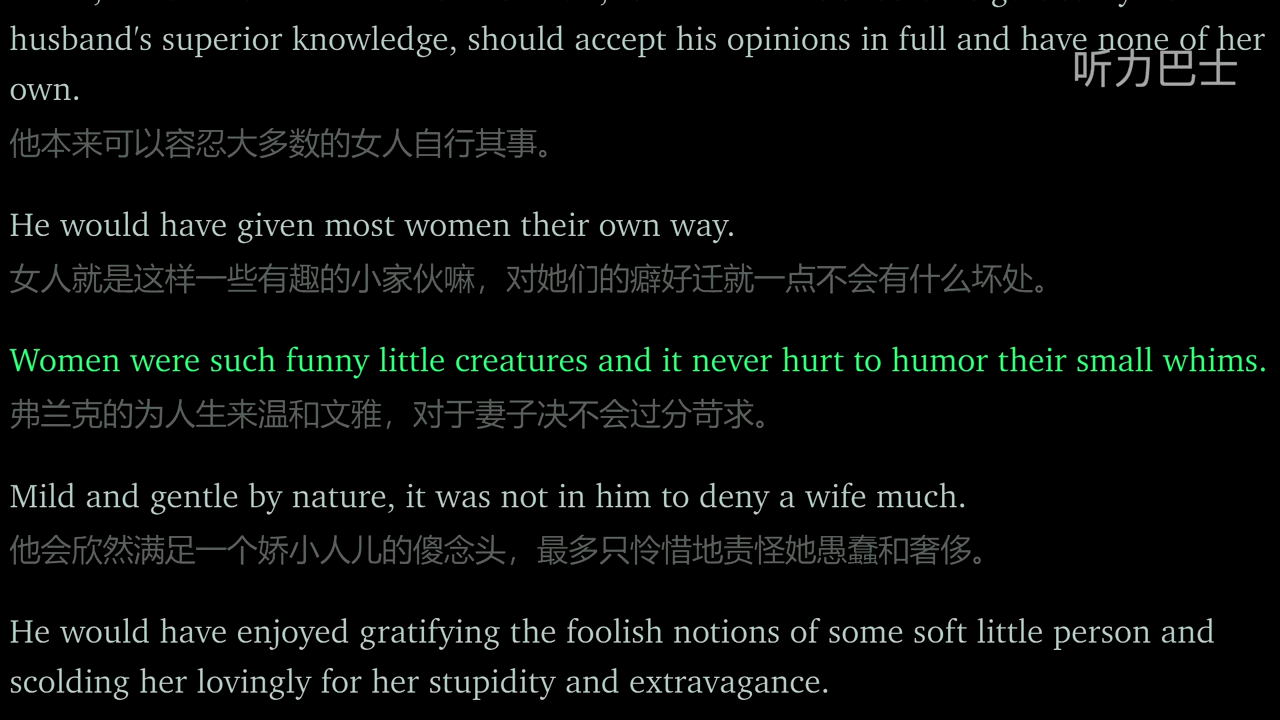 husband's superior knowledge, should accept his opinions in full and have none of her
own.
听力巴士
他本来可以容忍大多数的女人自行其事。
He would have given most women their own way.
女人就是这样一些有趣的小家伙嘛，对她们的癖好迁就一点不会有什么坏处。
Women were such funny little creatures and it never hurt to humor their small whims.
弗兰克的为人生来温和文雅，对于妻子决不会过分苛求。
Mild and gentle by nature, it was not in him to deny a wife much.
他会欣然满足一个娇小人儿的傻念头，最多只怜惜地责怪她愚蠢和奢侈。
He would have enjoyed gratifying the foolish notions of some soft little person and
scolding her lovingly for her stupidity and extravagance.